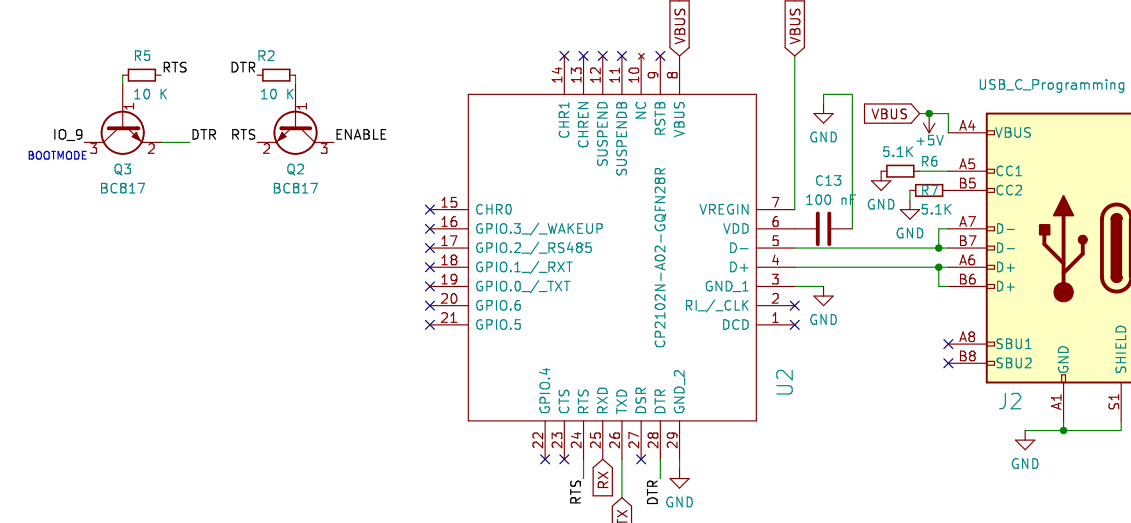 R5
RTS
10 K
1
IO_9
BOOTMODE
3
2
DTR
Q3
BC817
R2
DTR
10 K
1
RTS
2
3
ENABLE
Q2
BC817
VBUS
VBUS
14
13
12
11
10
9
8
CHR1
CHREN
SUSPEND
SUSPENDB
NC
RSTB
VBUS
15 CHR0
16 GPIO.3_/_WAKEUP
17 GPIO.2_/_RS485
18 GPIO.1_/_RXT
19 GPIO.0_/_TXT
20 GPIO.6
21 GPIO.5
CP2102N-A02-GQFN28R
VREGIN 7
VDD 6
D- 5
D+ 4
GND_1 3
RI_/_CLK 2
DCD 1
GPIO.4
CTS
RTS
RXD
TXD
DSR
DTR
GND_2
22
23
24
25
26
27
28
29
RTS
RX
TX
DTR
GND
U2
GND
C13
100 nF
GND
USB_C_Programming
VBUS
+5V
5.1K
R6
GND
R7
5.1K
GND
A4 VBUS
A5 CC1
B5 CC2
A7 D-
B7 D-
A6 D+
B6 D+
A8 SBU1
B8 SBU2
GND
SHIELD
J2
A1
S1
GND